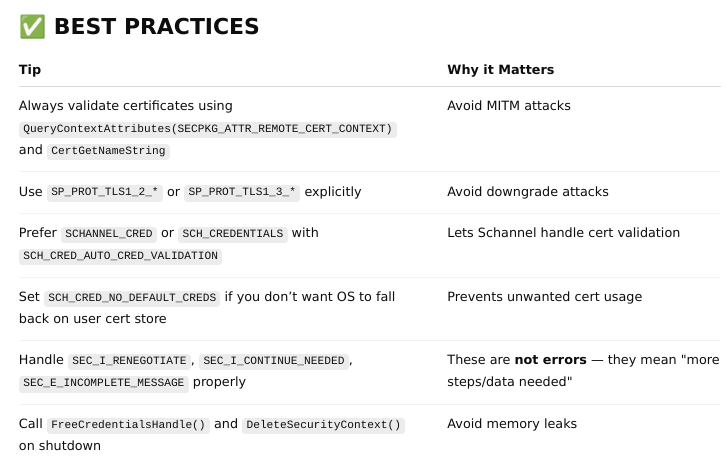 ✅ BEST PRACTICES
Tip Why it Matters
Always validate certificates using Avoid MITM attacks
QueryContextAttributes(SECPKG_ATTR_REMOTE_CERT_CONTEXT)
and CertGetNameString
Use SP_PROT_TLS1_2_* or SP_PROT_TLS1_3_* explicitly Avoid downgrade attacks
Prefer SCHANNEL_CRED or SCH_CREDENTIALS with Lets Schannel handle cert validation
SCH_CRED_AUTO_CRED_VALIDATION
Set SCH_CRED_NO_DEFAULT_CREDS if you don’t want OS to fall Prevents unwanted cert usage
back on user cert store
Handle SEC_I_RENEGOTIATE, SEC_I_CONTINUE_NEEDED, These are not errors — they mean "more
SEC_E_INCOMPLETE_MESSAGE properly steps/data needed"
Call FreeCredentialsHandle() and DeleteSecurityContext() Avoid memory leaks
on shutdown